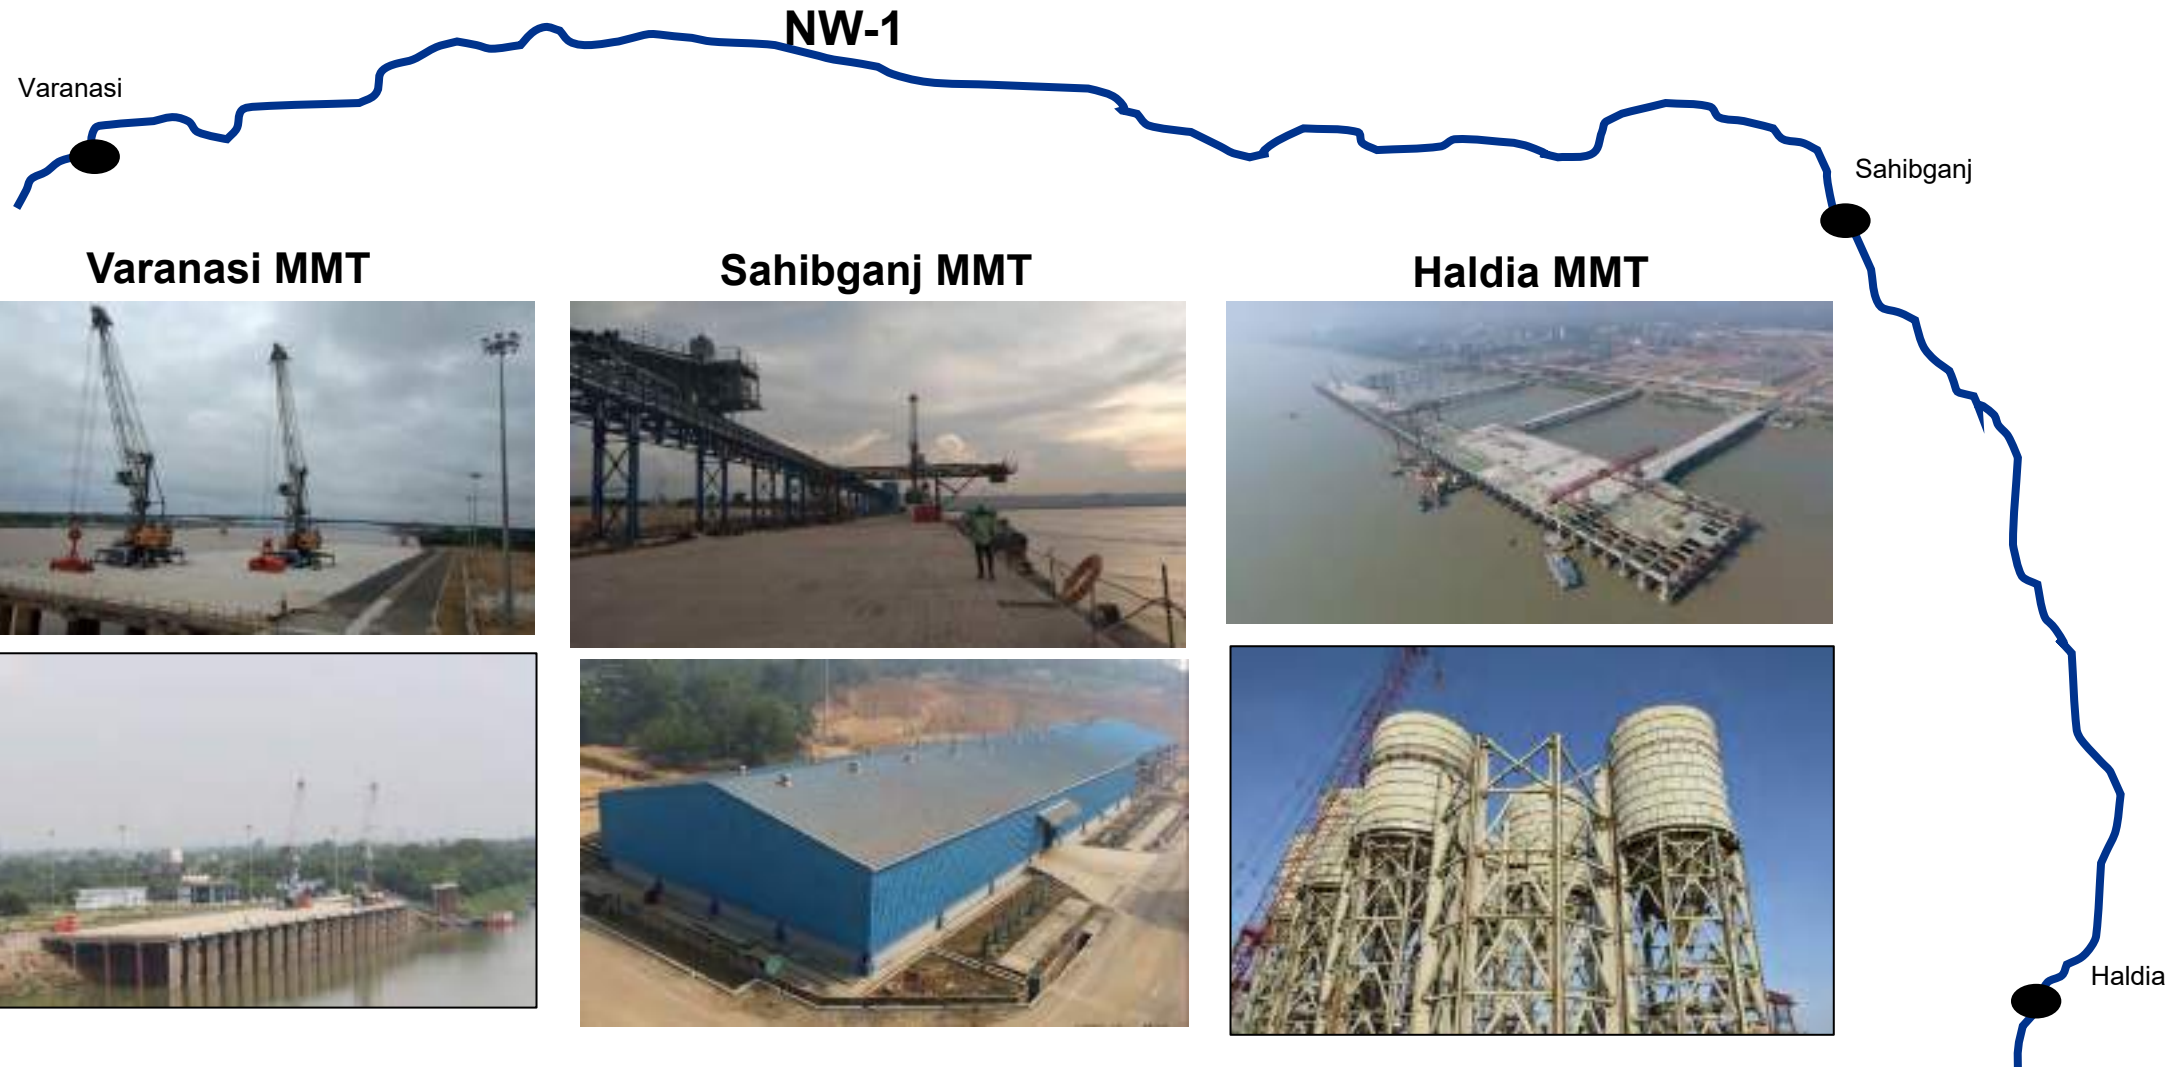 NW-1
Varanasi
Sahibganj
Varanasi MMT
Sahibganj MMT
Haldia MMT
Haldia